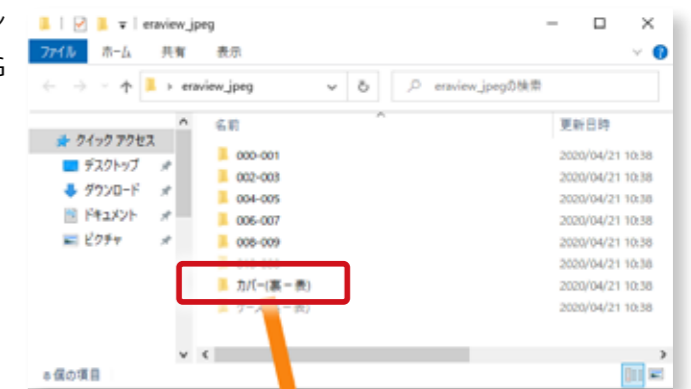 eraview_jpeg
ファイル ホーム 共有 表示
eraview_jpeg eraview_jpegの検索
名前 更新日時
クイック アクセス
デスクトップ
ダウンロード
ドキュメント
ピクチャ
000-001 2020/04/21 10:38
002-003 2020/04/21 10:38
004-005 2020/04/21 10:38
006-007 2020/04/21 10:38
008-009 2020/04/21 10:38
2020/04/21 10:38
カバー(裏－表) 2020/04/21 10:38
2020/04/21 10:38
8 個の項目